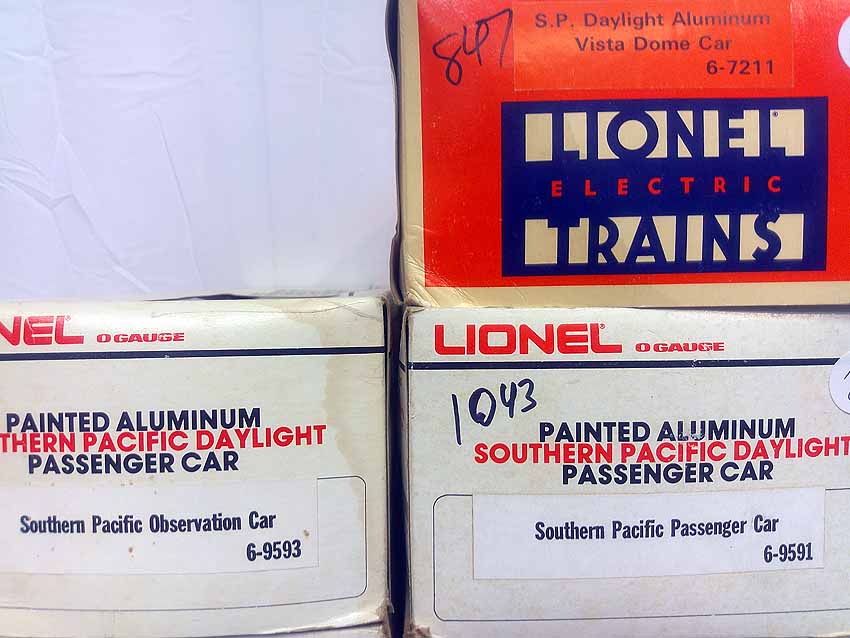 847
S.P. Daylight Aluminum
Vista Dome Car
6-7211
LIONEL
ELECTRIC
TRAINS
NEL O GAUGE
PAINTED ALUMINUM
THERN PACIFIC DAYLIGHT
PASSENGER CAR
Southern Pacific Observation Car
6-9593
LIONEL O GAUGE
1043
PAINTED ALUMINUM
SOUTHERN PACIFIC DAYLIGHT
PASSENGER CAR
Southern Pacific Passenger Car
6-9591